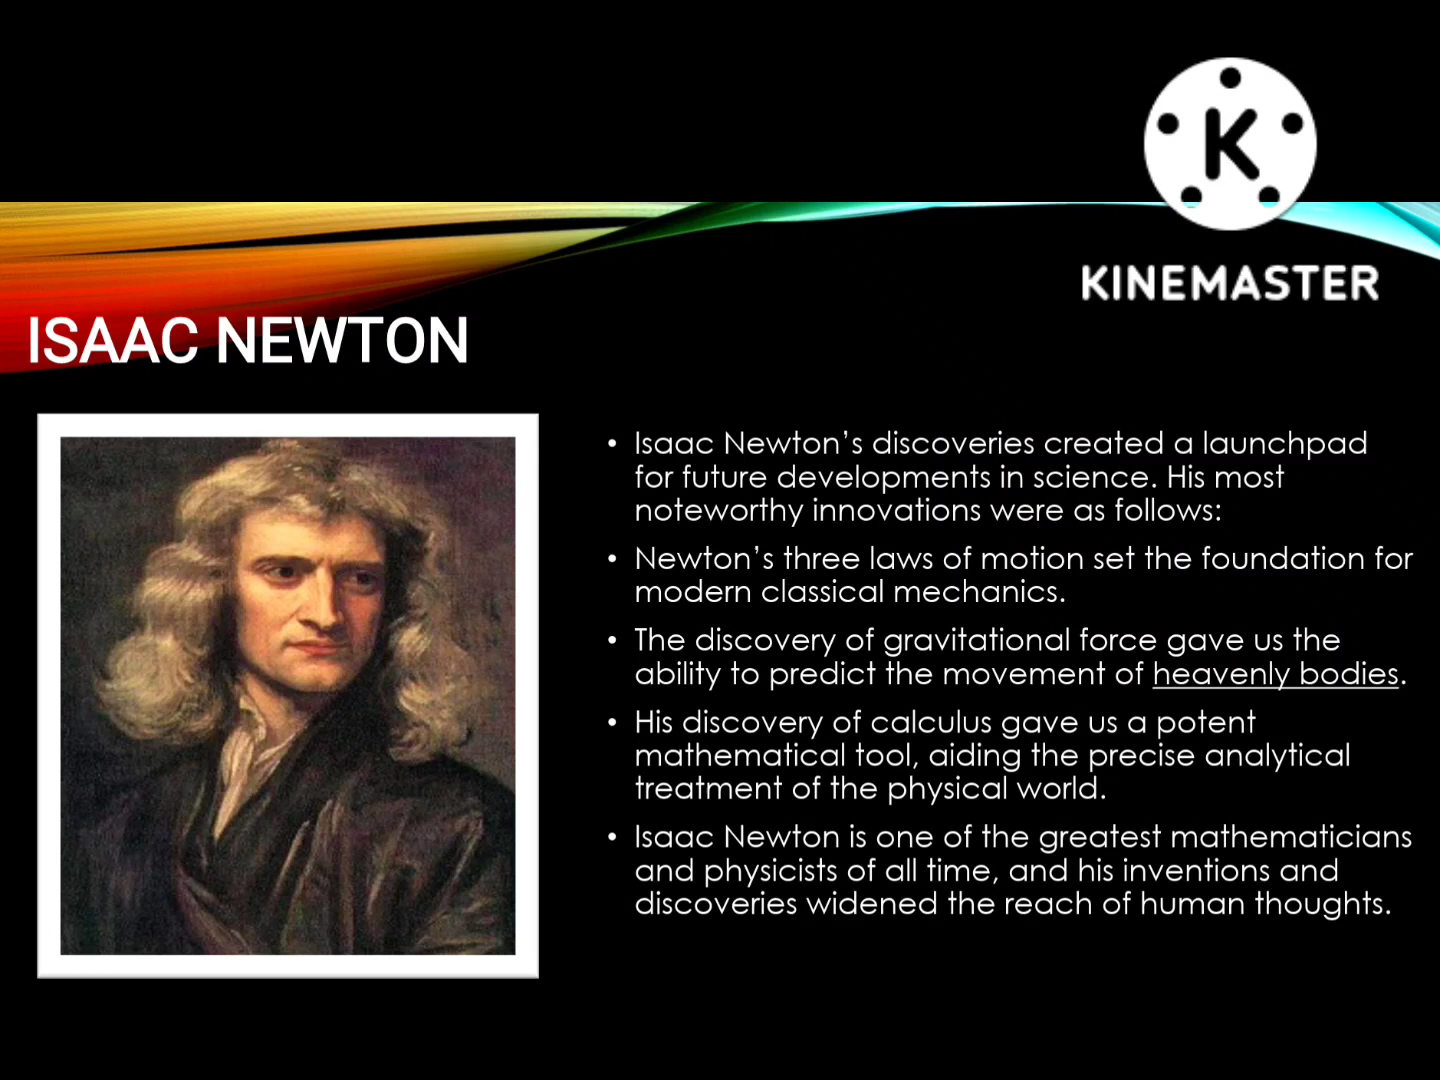 K
KINEMASTER
ISAAC NEWTON
• Isaac Newton’s discoveries created a launchpad
for future developments in science. His most
noteworthy innovations were as follows:
• Newton’s three laws of motion set the foundation for
modern classical mechanics.
• The discovery of gravitational force gave us the
ability to predict the movement of heavenly bodies.
• His discovery of calculus gave us a potent
mathematical tool, aiding the precise analytical
treatment of the physical world.
• Isaac Newton is one of the greatest mathematicians
and physicists of all time, and his inventions and
discoveries widened the reach of human thoughts.